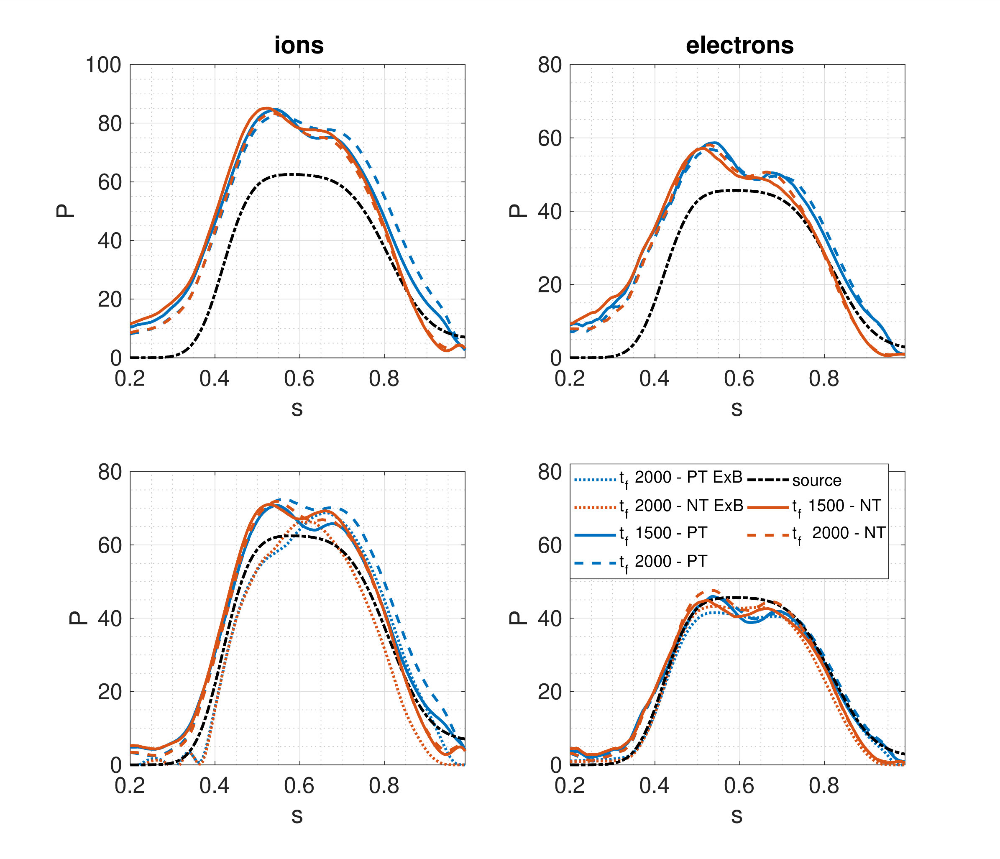 ions
electrons
100
80
60
40
20
0
P
0.2 0.4 0.6 0.8
s
80
60
40
20
0
P
0.2 0.4 0.6 0.8
s
80
60
40
20
0
P
0.2 0.4 0.6 0.8
s
80
60
40
20
0
P
0.2 0.4 0.6 0.8
s
tf 2000 - PT ExB
tf 2000 - NT ExB
tf 1500 - PT
tf 2000 - PT
source
tf 1500 - NT
tf 2000 - NT